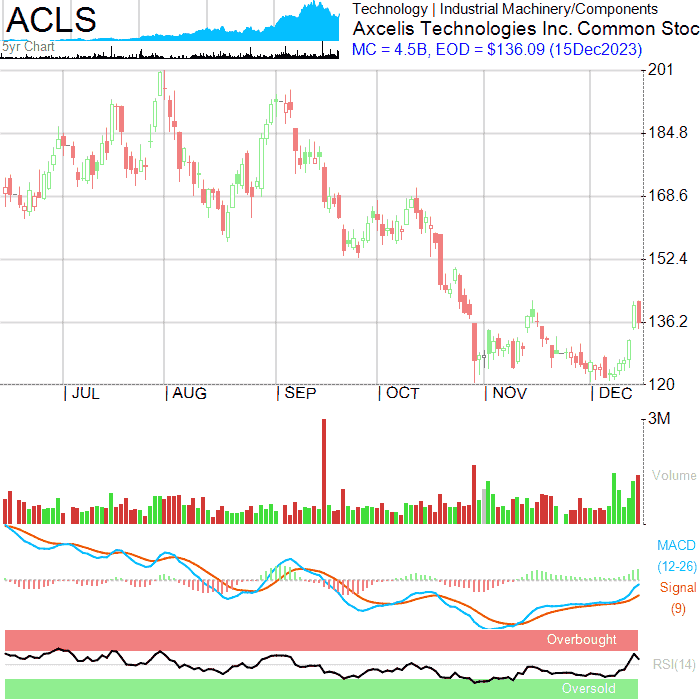 ACLS
5yr Chart
Technology | Industrial Machinery/Components
Axcelis Technologies Inc. Common Stoc
MC = 4.5B, EOD = $136.09 (15Dec2023)
201
184.8
168.6
152.4
136.2
120
| JUL | AUG | SEP | OCT | NOV | DEC
3M
Volume
MACD
(12-26)
Signal
(9)
Overbought
RSI(14)
Oversold